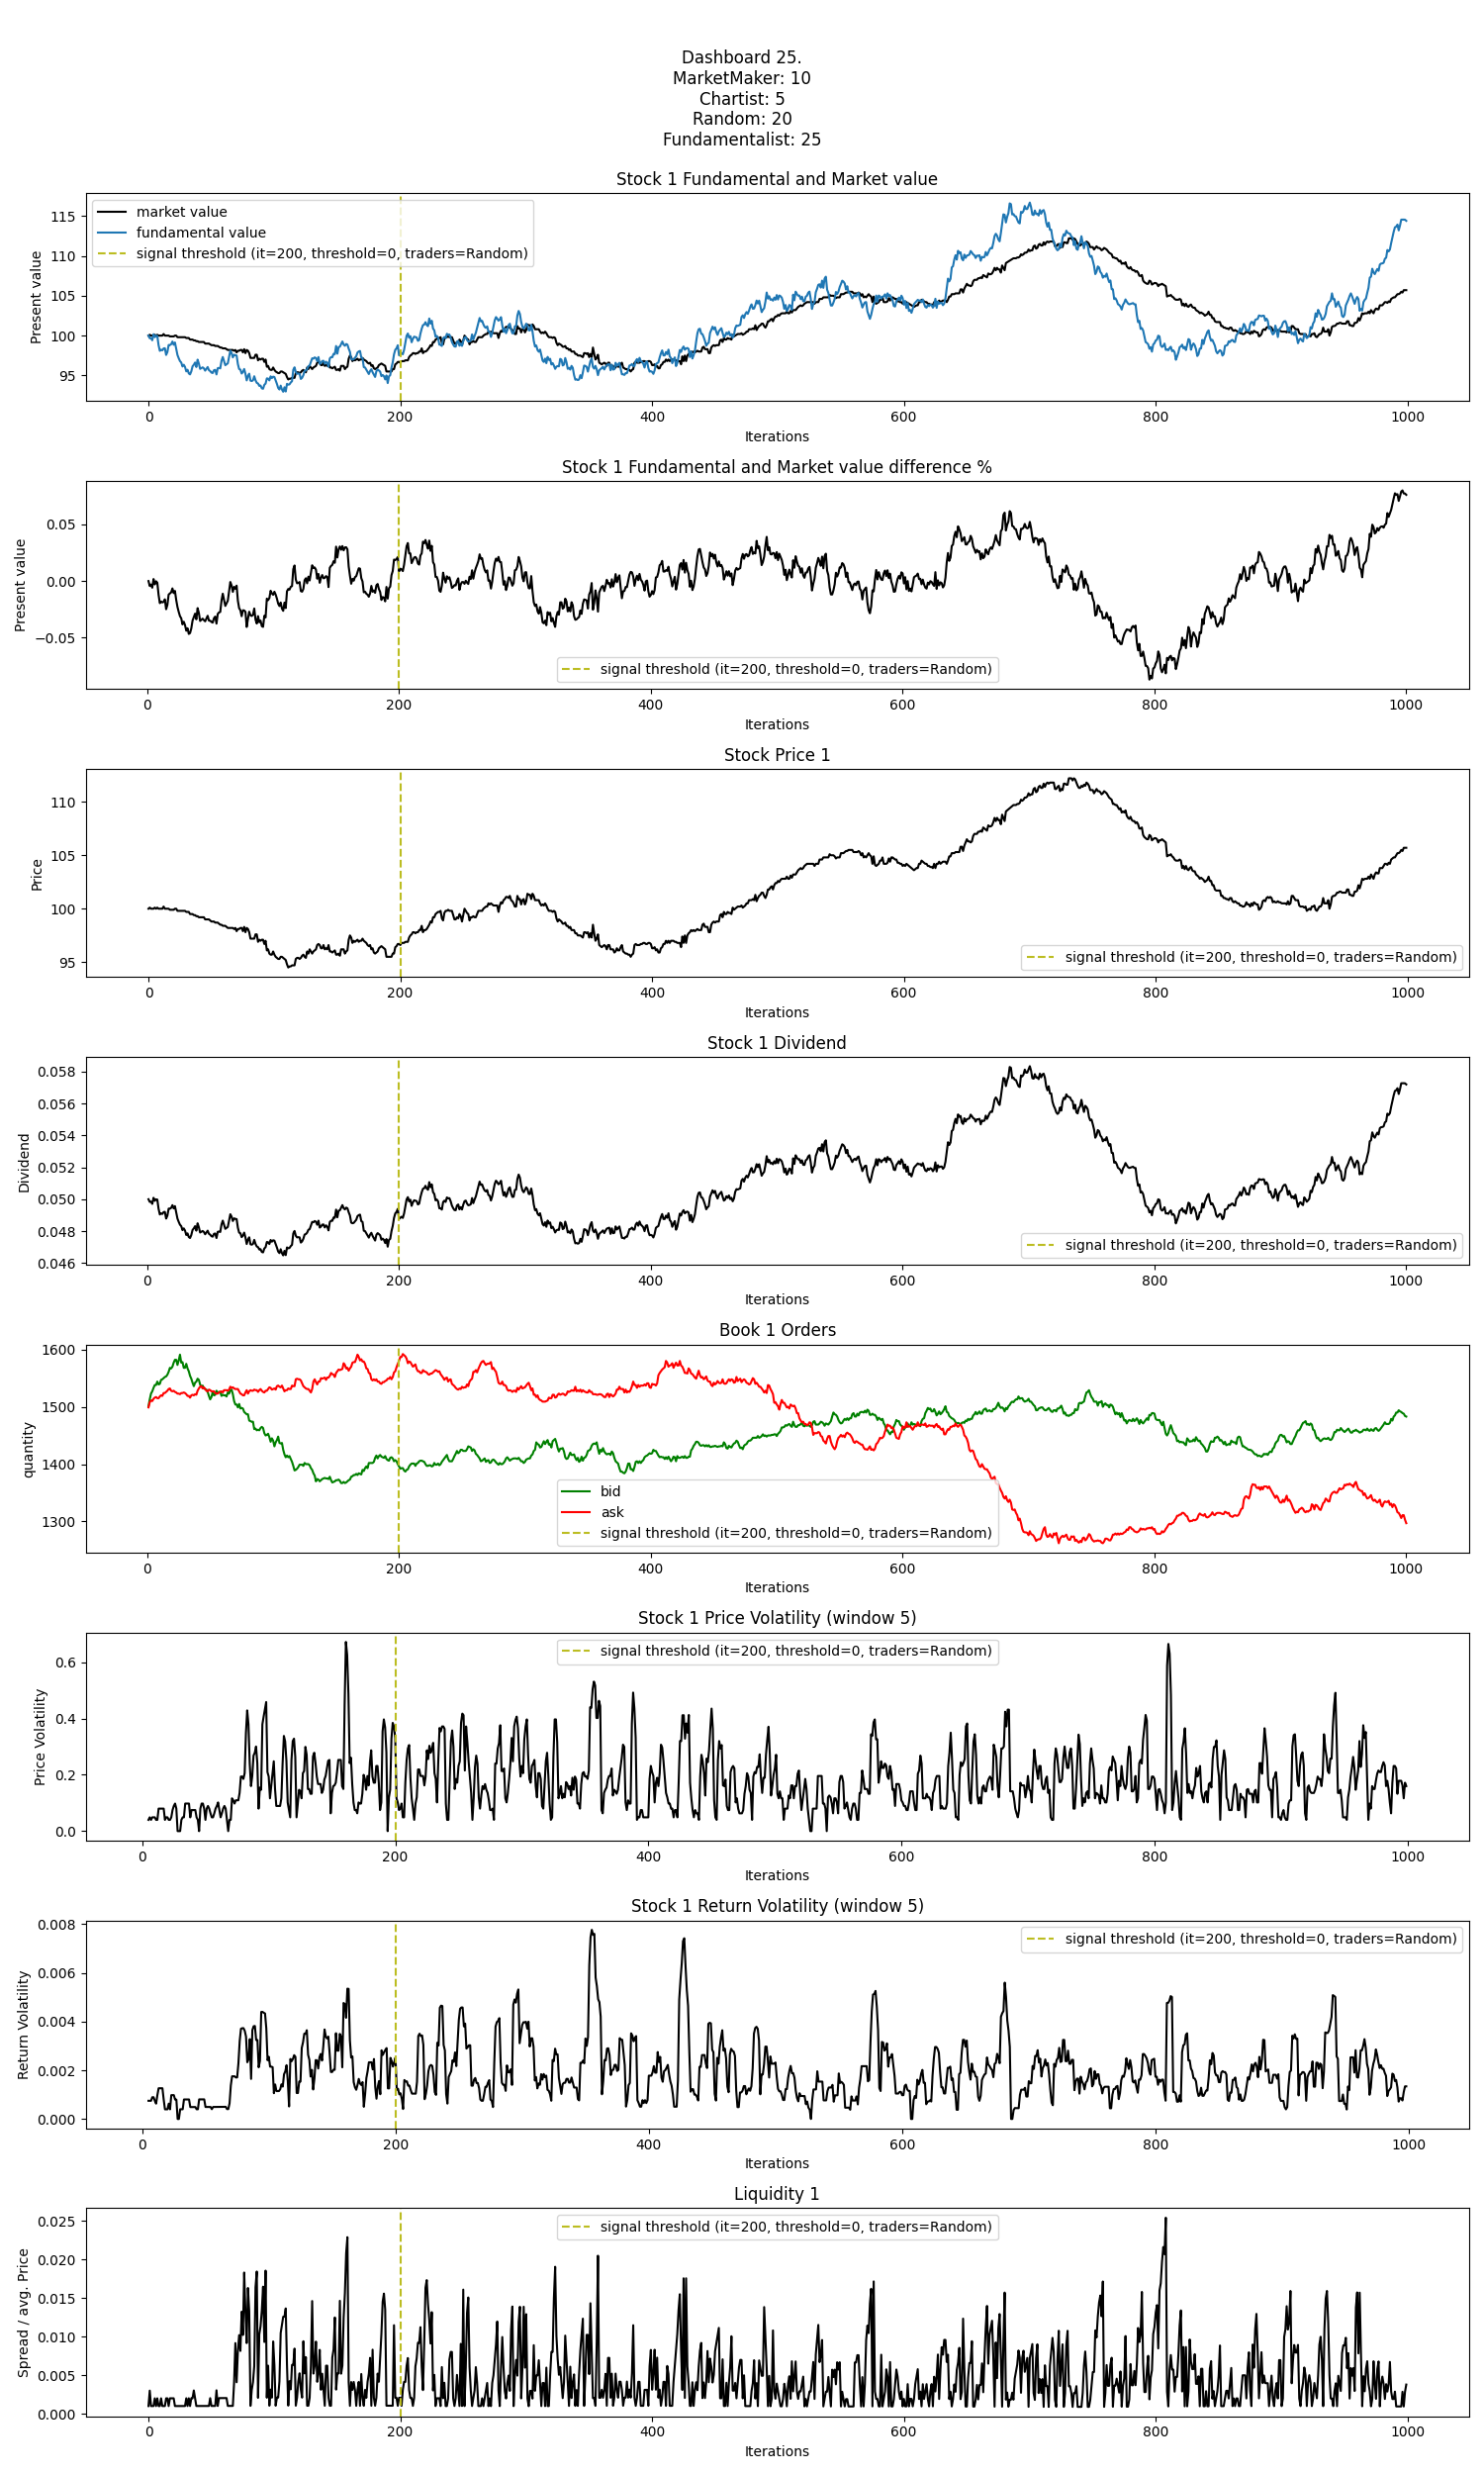 Dashboard 25.
MarketMaker: 10
Chartist: 5
Random: 20
Fundamentalist: 25
Stock 1 Fundamental and Market value
market value
fundamental value
signal threshold (it=200, threshold=0, traders=Random)
Present value
115
110
105
100
95
0 200 400 600 800 1000
Iterations
Stock 1 Fundamental and Market value difference %
Present value
0.05
0.00
−0.05
signal threshold (it=200, threshold=0, traders=Random)
0 200 400 600 800 1000
Iterations
Stock Price 1
Price
110
105
100
95
signal threshold (it=200, threshold=0, traders=Random)
0 200 400 600 800 1000
Iterations
Stock 1 Dividend
Dividend
0.058
0.056
0.054
0.052
0.050
0.048
0.046
signal threshold (it=200, threshold=0, traders=Random)
0 200 400 600 800 1000
Iterations
Book 1 Orders
quantity
1600
1500
1400
1300
bid
ask
signal threshold (it=200, threshold=0, traders=Random)
0 200 400 600 800 1000
Iterations
Stock 1 Price Volatility (window 5)
signal threshold (it=200, threshold=0, traders=Random)
Price Volatility
0.6
0.4
0.2
0.0
0 200 400 600 800 1000
Iterations
Stock 1 Return Volatility (window 5)
signal threshold (it=200, threshold=0, traders=Random)
Return Volatility
0.008
0.006
0.004
0.002
0.000
0 200 400 600 800 1000
Iterations
Liquidity 1
signal threshold (it=200, threshold=0, traders=Random)
Spread / avg. Price
0.025
0.020
0.015
0.010
0.005
0.000
0 200 400 600 800 1000
Iterations